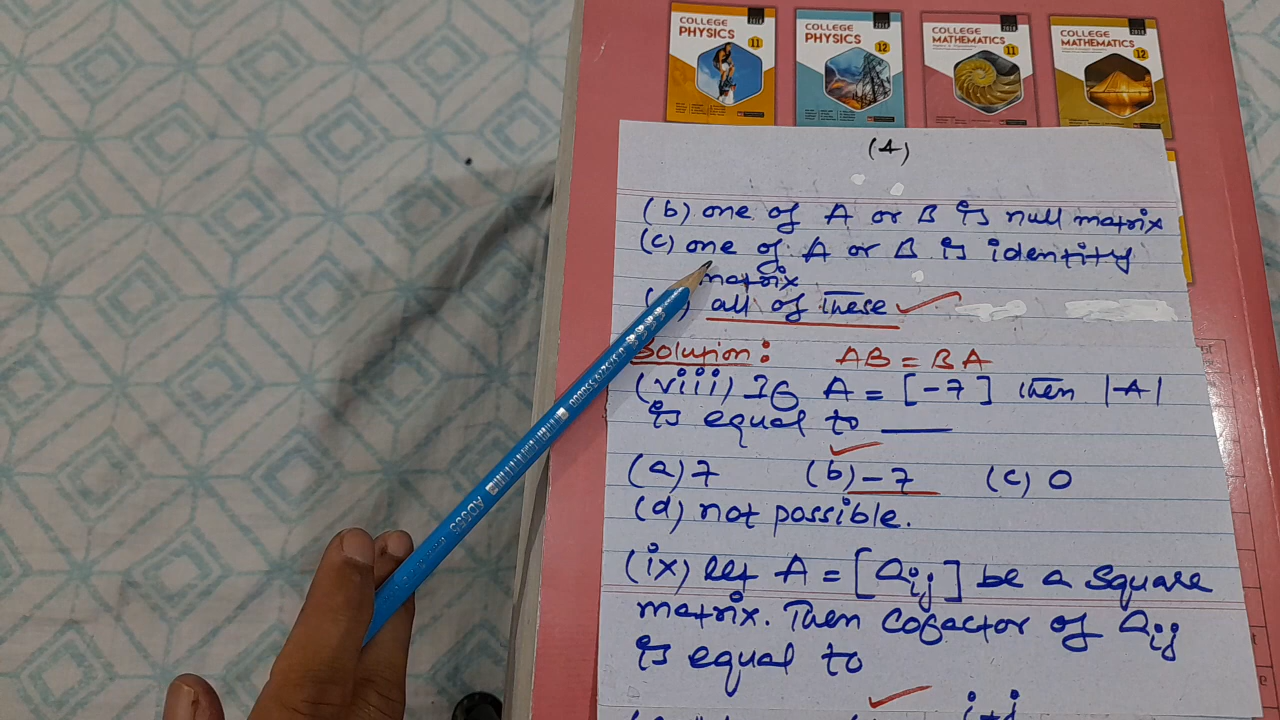 COLLEGE PHYSICS 11
COLLEGE PHYSICS 12
COLLEGE MATHEMATICS 11
COLLEGE MATHEMATICS 12
(4)
(b) one of A or B is null matrix
(c) one of A or B is identity
matrix
) all of these ✓
Solution: AB = BA
(viii) If A = [-7] then |A|
is equal to ____
(a) 7 (b) -7 (c) 0
(d) not possible.
(ix) let A = [aij] be a square
matrix. Then cofactor of aij
is equal to
i+j